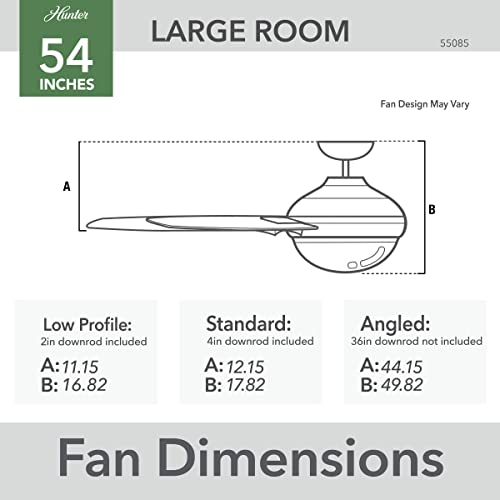 Hunter
54
INCHES
LARGE ROOM
55085
Fan Design May Vary
A
B
Low Profile:
2in downrod included
A: 11.15
B: 16.82
Standard:
4in downrod included
A: 12.15
B: 17.82
Angled:
36in downrod not included
A: 44.15
B: 49.82
Fan Dimensions